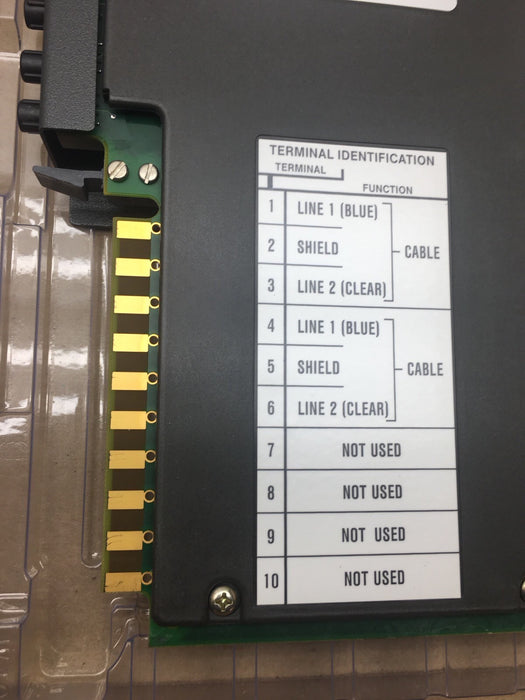 TERMINAL IDENTIFICATION
TERMINAL
FUNCTION
1 LINE 1 (BLUE)
2 SHIELD
CABLE
3 LINE 2 (CLEAR)
4 LINE 1 (BLUE)
5 SHIELD
CABLE
6 LINE 2 (CLEAR)
7 NOT USED
8 NOT USED
9 NOT USED
10 NOT USED